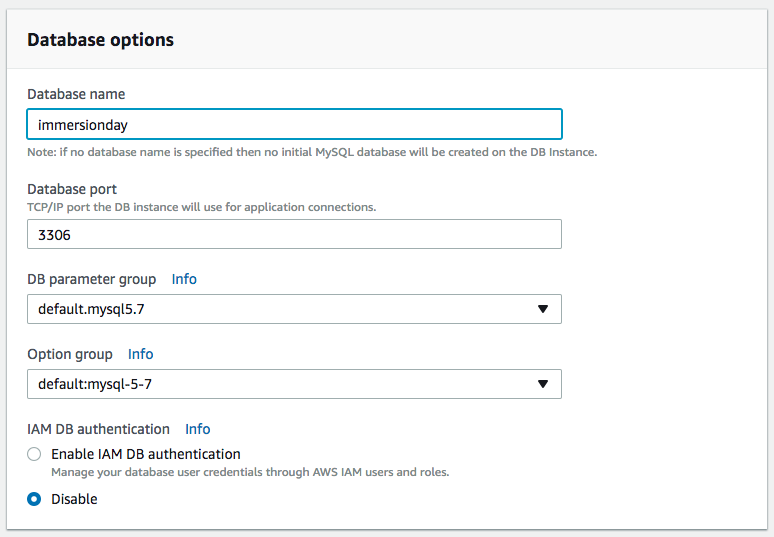 Database options
Database name
immersionday
Note: if no database name is specified then no initial MySQL database will be created on the DB Instance.
Database port
TCP/IP port the DB instance will use for application connections.
3306
DB parameter group Info
default.mysql5.7
Option group Info
default:mysql-5-7
IAM DB authentication Info
Enable IAM DB authentication
Manage your database user credentials through AWS IAM users and roles.
Disable